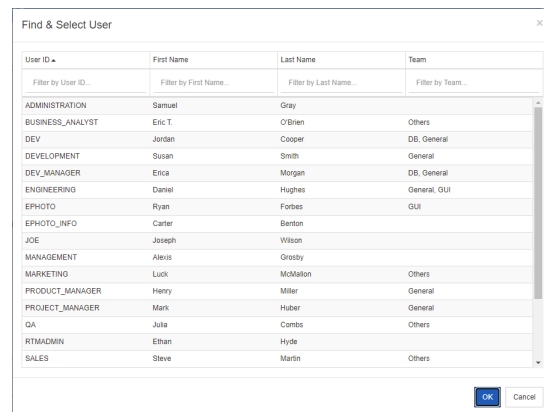 Find & Select User ×
User ID First Name Last Name Team
Filter by User ID... Filter by First Name... Filter by Last Name... Filter by Team...
ADMINISTRATION Samuel Gray
BUSINESS_ANALYST Eric T. O'Brien Others
DEV Jordan Cooper DB, General
DEVELOPMENT Susan Smith General
DEV_MANAGER Erica Morgan DB, General
ENGINEERING Daniel Hughes General, GUI
EPHOTO Ryan Forbes GUI
EPHOTO_INFO Carter Benton
JOE Joseph Wilson
MANAGEMENT Alexis Grosby
MARKETING Luck McMallon Others
PRODUCT_MANAGER Henry Miller General
PROJECT_MANAGER Mark Huber General
QA Julia Combs Others
RTMADMIN Ethan Hyde
SALES Steve Martin Others
OK Cancel